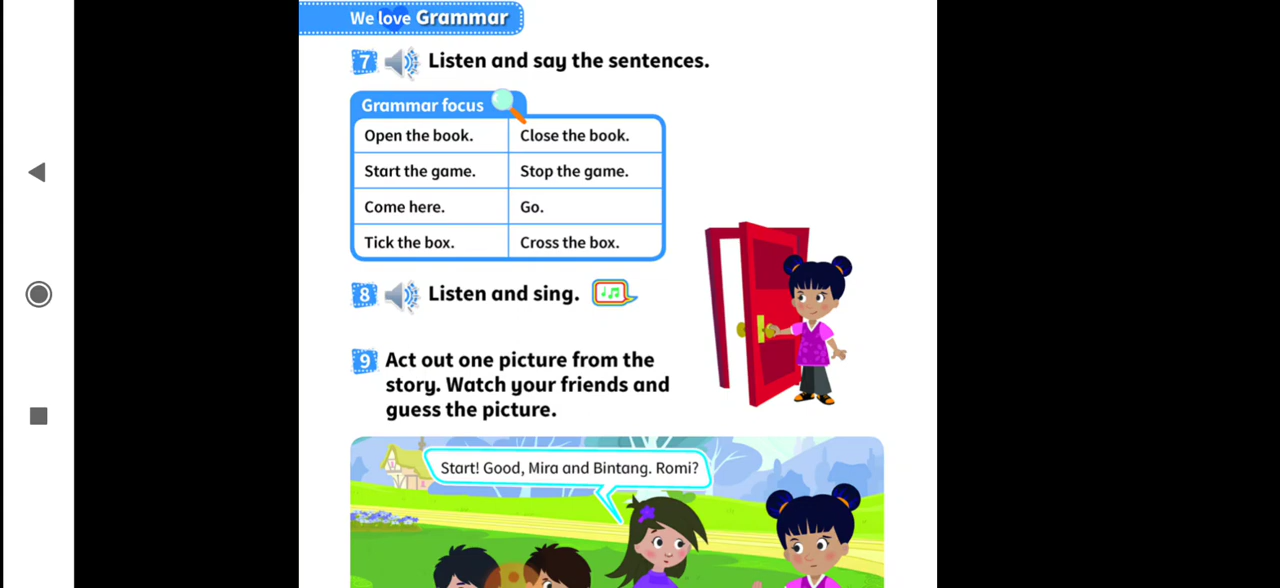 We love Grammar
7 Listen and say the sentences.
Grammar focus
Open the book. Close the book.
Start the game. Stop the game.
Come here. Go.
Tick the box. Cross the box.
8 Listen and sing.
9 Act out one picture from the
story. Watch your friends and
guess the picture.
Start! Good, Mira and Bintang. Romi?